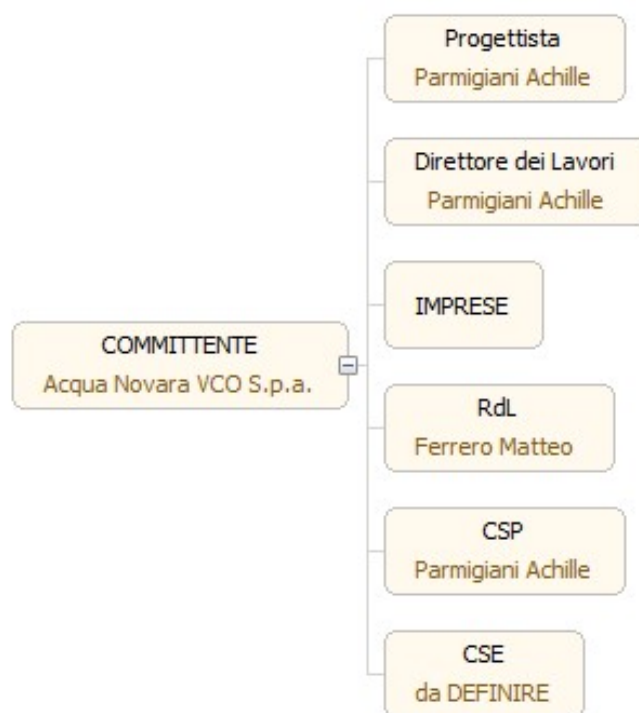 Progettista
Parmigiani Achille
Direttore dei Lavori
Parmigiani Achille
IMPRESE
COMMITTENTE
Acqua Novara VCO S.p.a.
RdL
Ferrero Matteo
CSP
Parmigiani Achille
CSE
da DEFINIRE